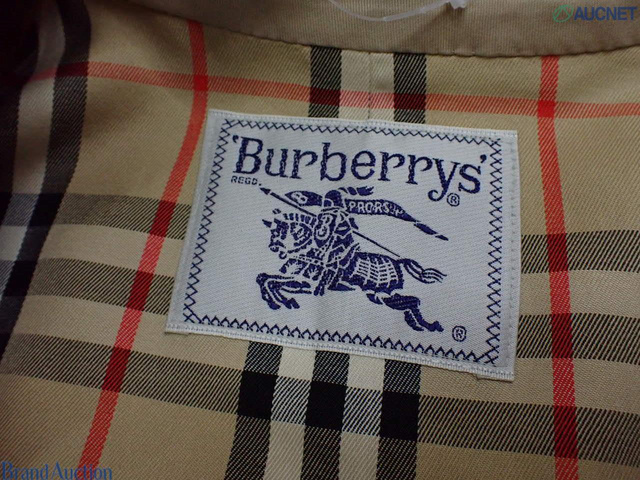 AUCNET
'Burberrys'
REGD. ®
B PRORSUM
®
Brand Auction